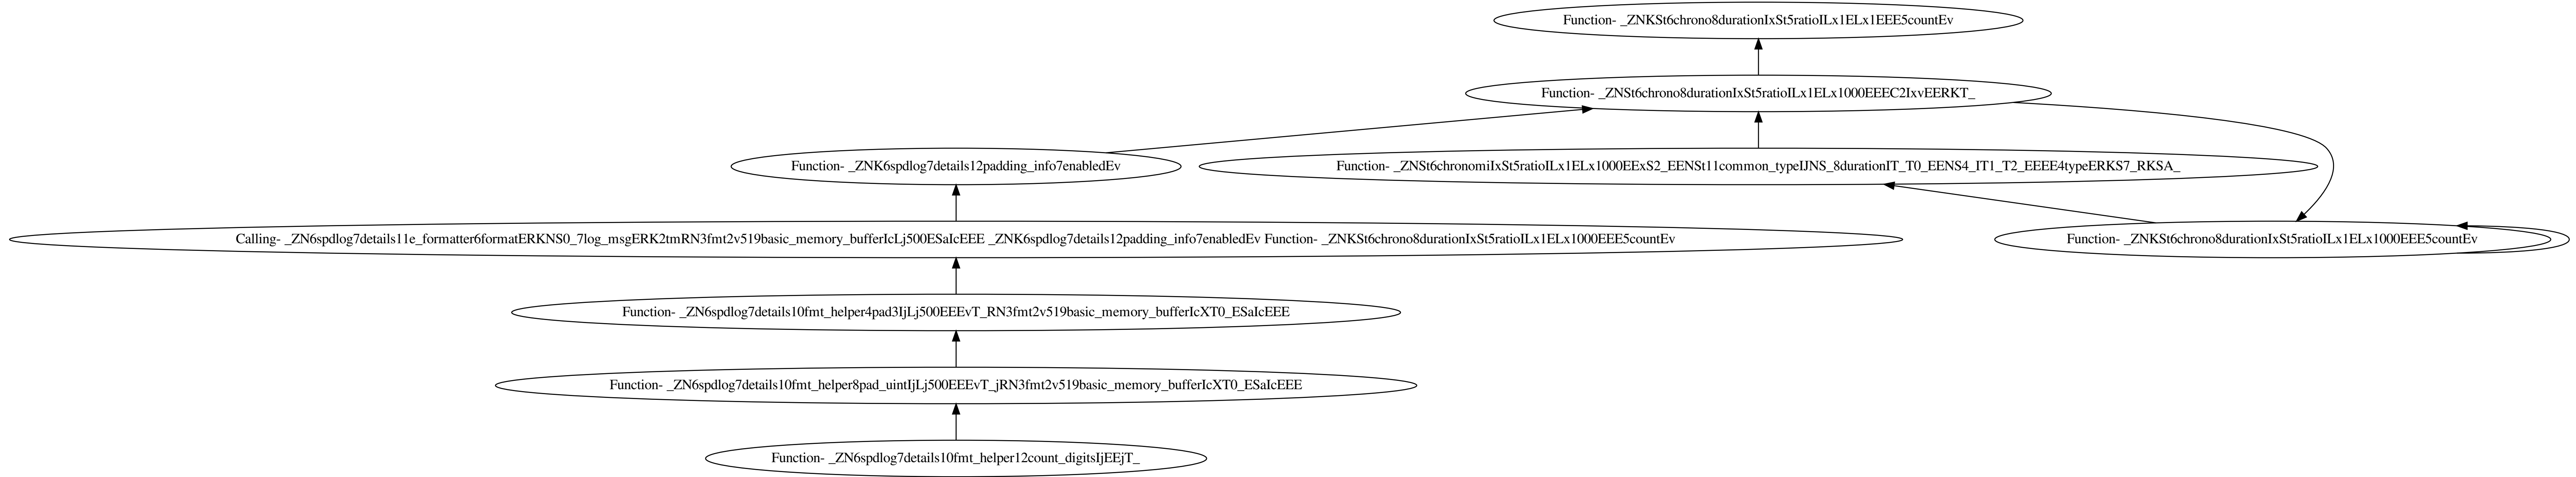 Function- _ZNKSt6chrono8durationIxSt5ratioILx1ELx1EEE5countEv
Function- _ZNSt6chrono8durationIxSt5ratioILx1ELx1000EEEC2IxvEERKT_
Function- _ZNK6spdlog7details12padding_info7enabledEv
Function- _ZNSt6chronomiIxSt5ratioILx1ELx1000EExS2_EENSt11common_typeIJNS_8durationIT_T0_EENS4_IT1_T2_EEEE4typeERKS7_RKSA_
Calling- _ZN6spdlog7details11e_formatter6formatERKNS0_7log_msgERK2tmRN3fmt2v519basic_memory_bufferIcLj500ESaIcEEE _ZNK6spdlog7details12padding_info7enabledEv Function- _ZNKSt6chrono8durationIxSt5ratioILx1ELx1000EEE5countEv
Function- _ZNKSt6chrono8durationIxSt5ratioILx1ELx1000EEE5countEv
Function- _ZN6spdlog7details10fmt_helper4pad3IjLj500EEEvT_RN3fmt2v519basic_memory_bufferIcXT0_ESaIcEEE
Function- _ZN6spdlog7details10fmt_helper8pad_uintIjLj500EEEvT_jRN3fmt2v519basic_memory_bufferIcXT0_ESaIcEEE
Function- _ZN6spdlog7details10fmt_helper12count_digitsIjEEjT_